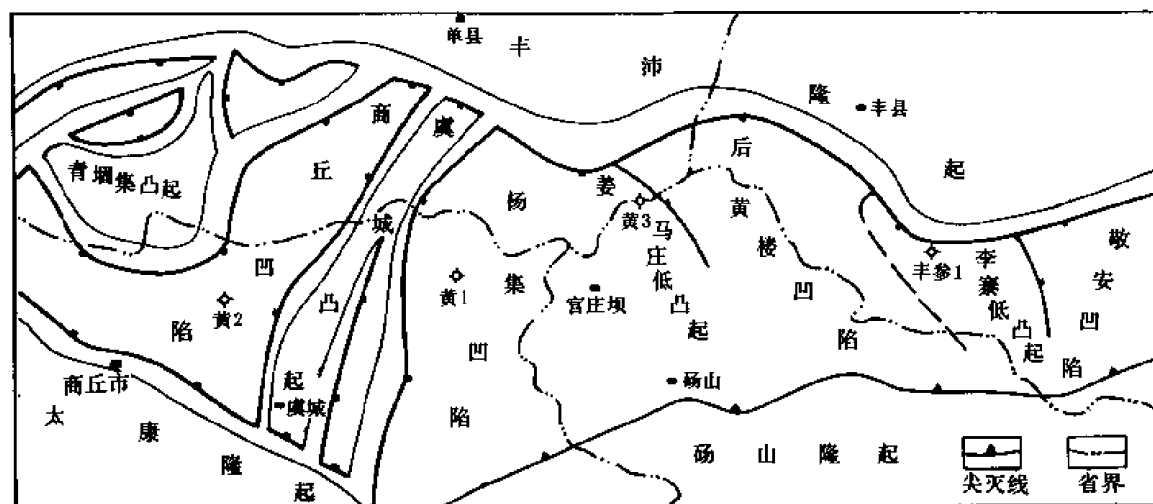 单县
丰沛隆起
丰县
青堌集凸起
商丘凹陷
虞城凸起
杨集凹陷
姜马庄低凸起
后黄楼凹陷
李寨低凸起
敬安凹陷
黄3
丰参1
黄1
黄2
官庄坝
砀山
商丘市
虞城
太康隆起
砀山隆起
尖灭线
省界